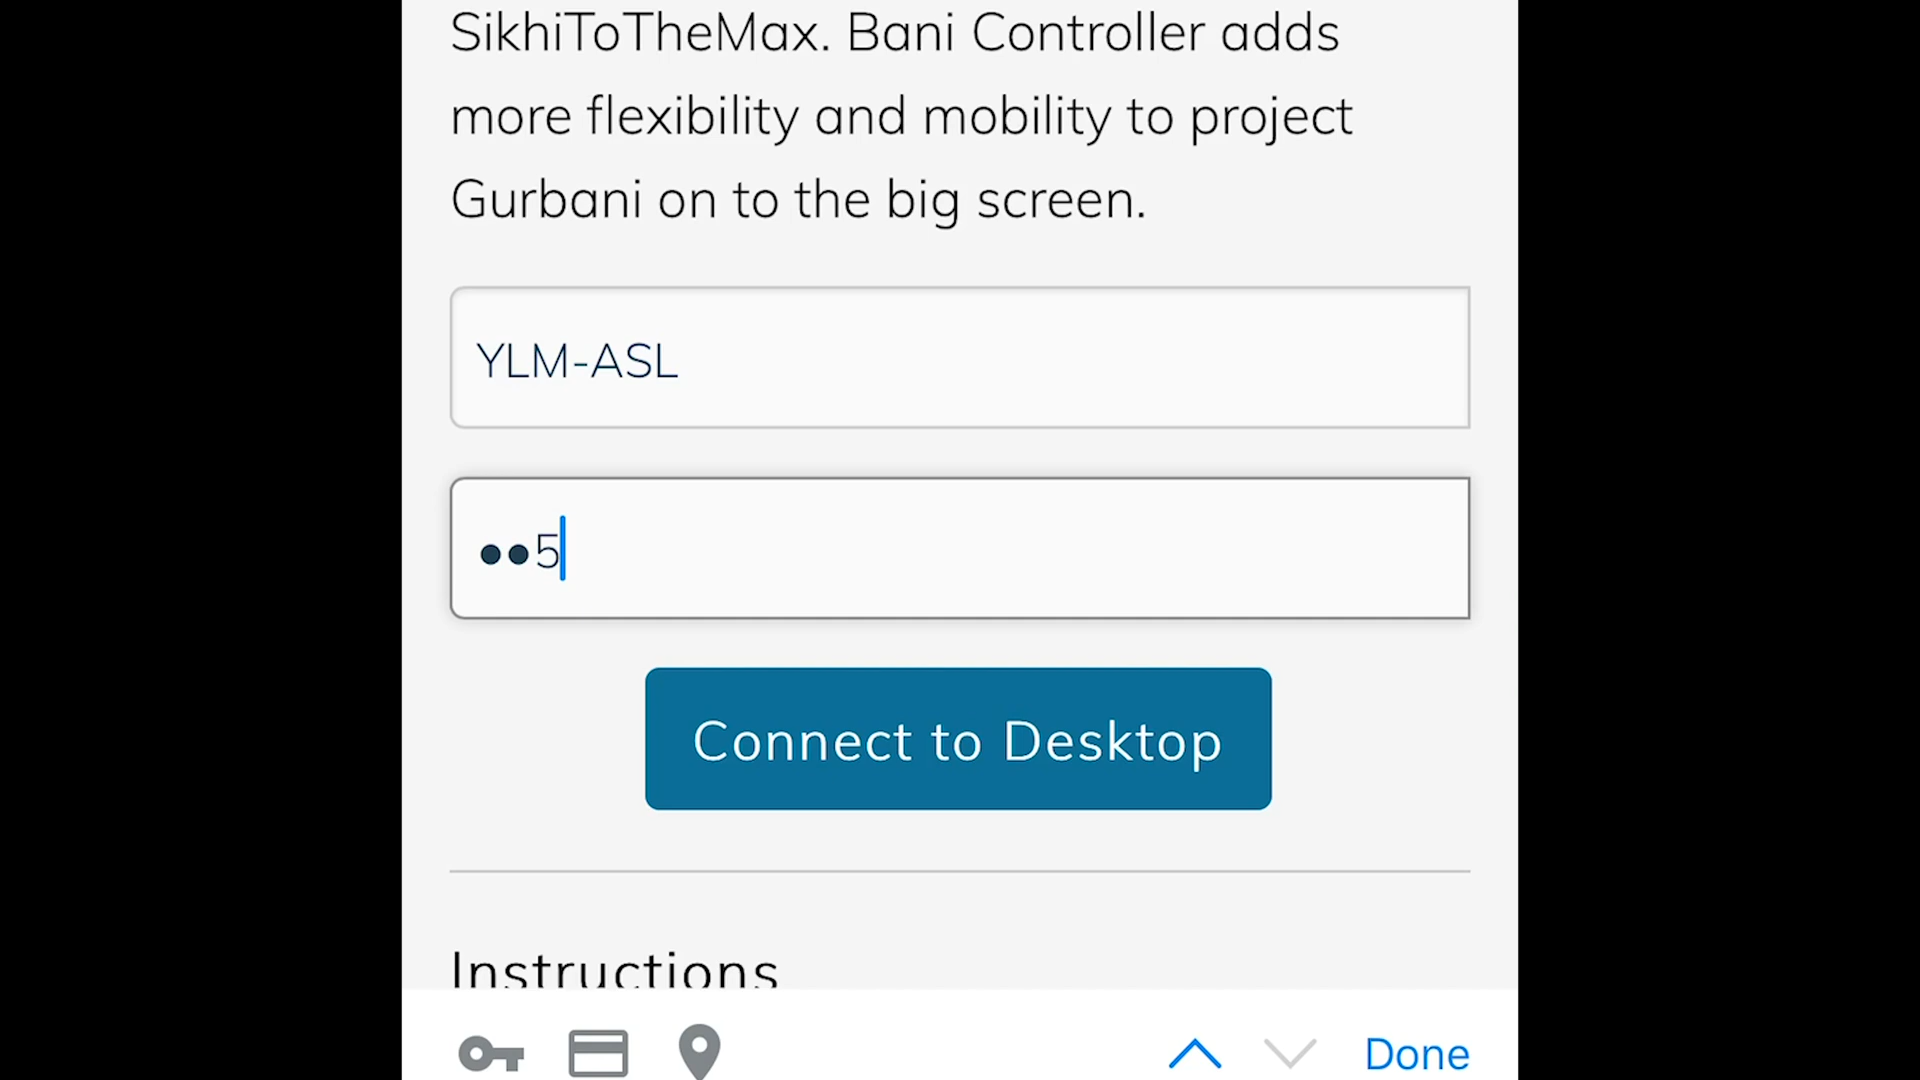 SikhiToTheMax. Bani Controller adds
more flexibility and mobility to project
Gurbani on to the big screen.
YLM-ASL
••5
Connect to Desktop
Instructions
Done